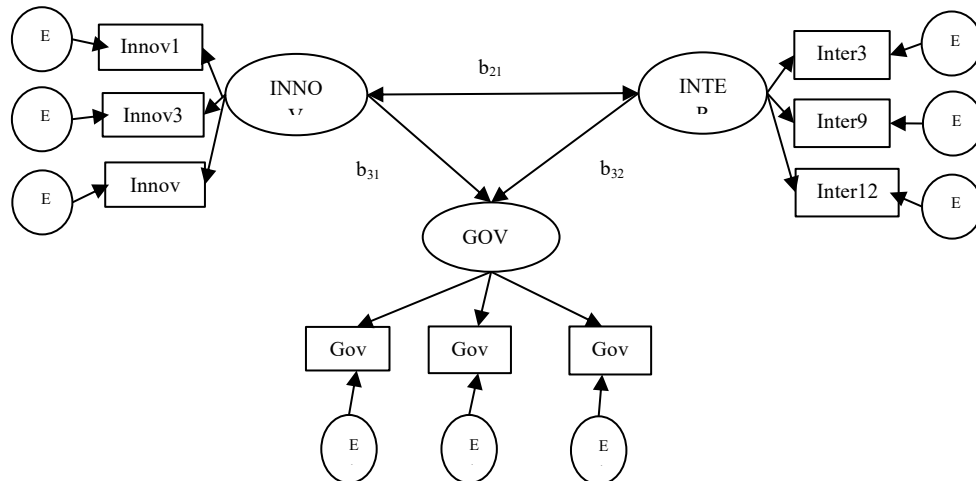 E
Innov1
E
Innov3
E
Innov
INNO
V
b21
INTE
R
Inter3
E
Inter9
E
Inter12
E
b31
b32
GOV
Gov
Gov
Gov
E
E
E